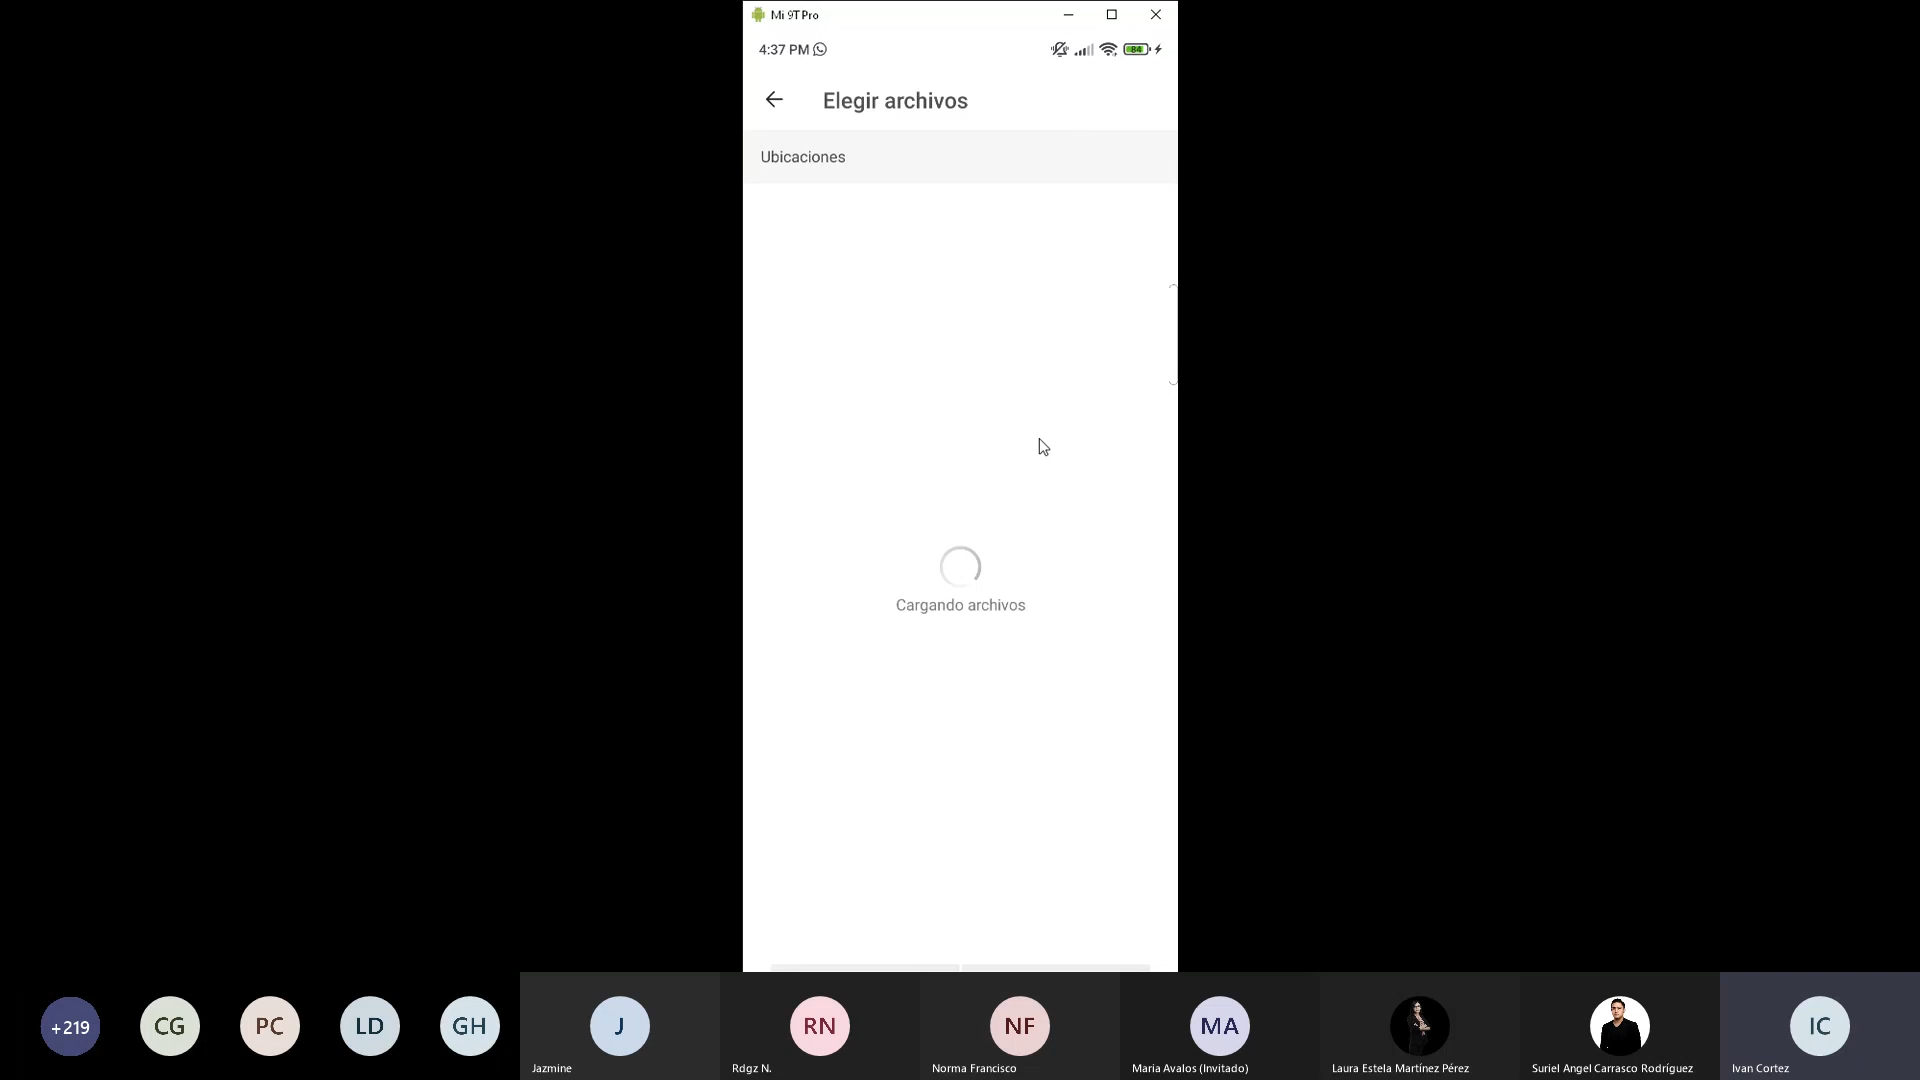 Mi 9T Pro
4:37 PM
84
Elegir archivos
Ubicaciones
Cargando archivos
+219
CG
PC
LD
GH
J
RN
NF
MA
IC
Jazmine
Rdgz N.
Norma Francisco
Maria Avalos (Invitado)
Laura Estela Martínez Pérez
Suriel Angel Carrasco Rodríguez
Ivan Cortez